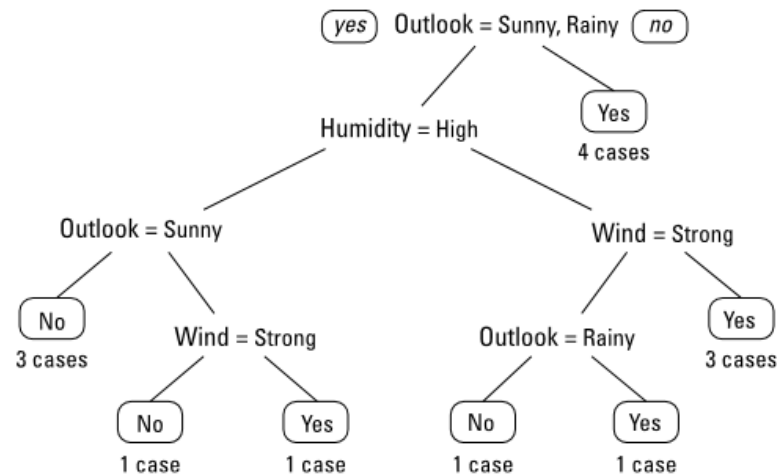 yes Outlook = Sunny, Rainy no
Yes
Humidity = High
4 cases
Outlook = Sunny
Wind = Strong
No
Yes
3 cases
Wind = Strong
Outlook = Rainy
3 cases
No
Yes
No
Yes
1 case
1 case
1 case
1 case